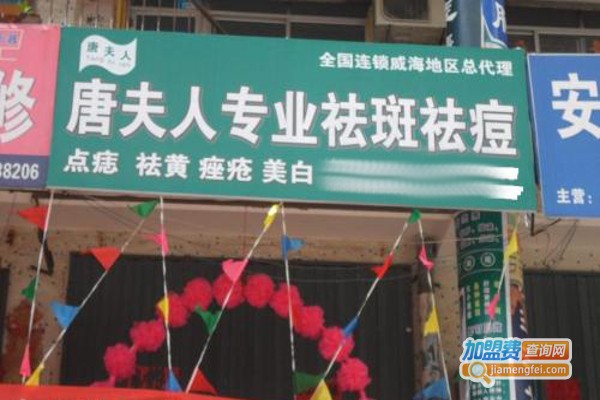 唐夫人
全国连锁威海地区总代理
唐夫人专业祛斑祛痘
点痣 祛黄 痤疮 美白
修
88206
安
主营:
加盟费查询网
jiamengfei.com